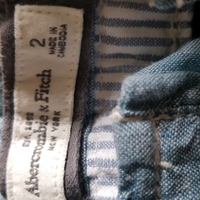 Abercrombie & Fitch
EST. 1892 NEW YORK
2
MADE IN
CAMBODIA